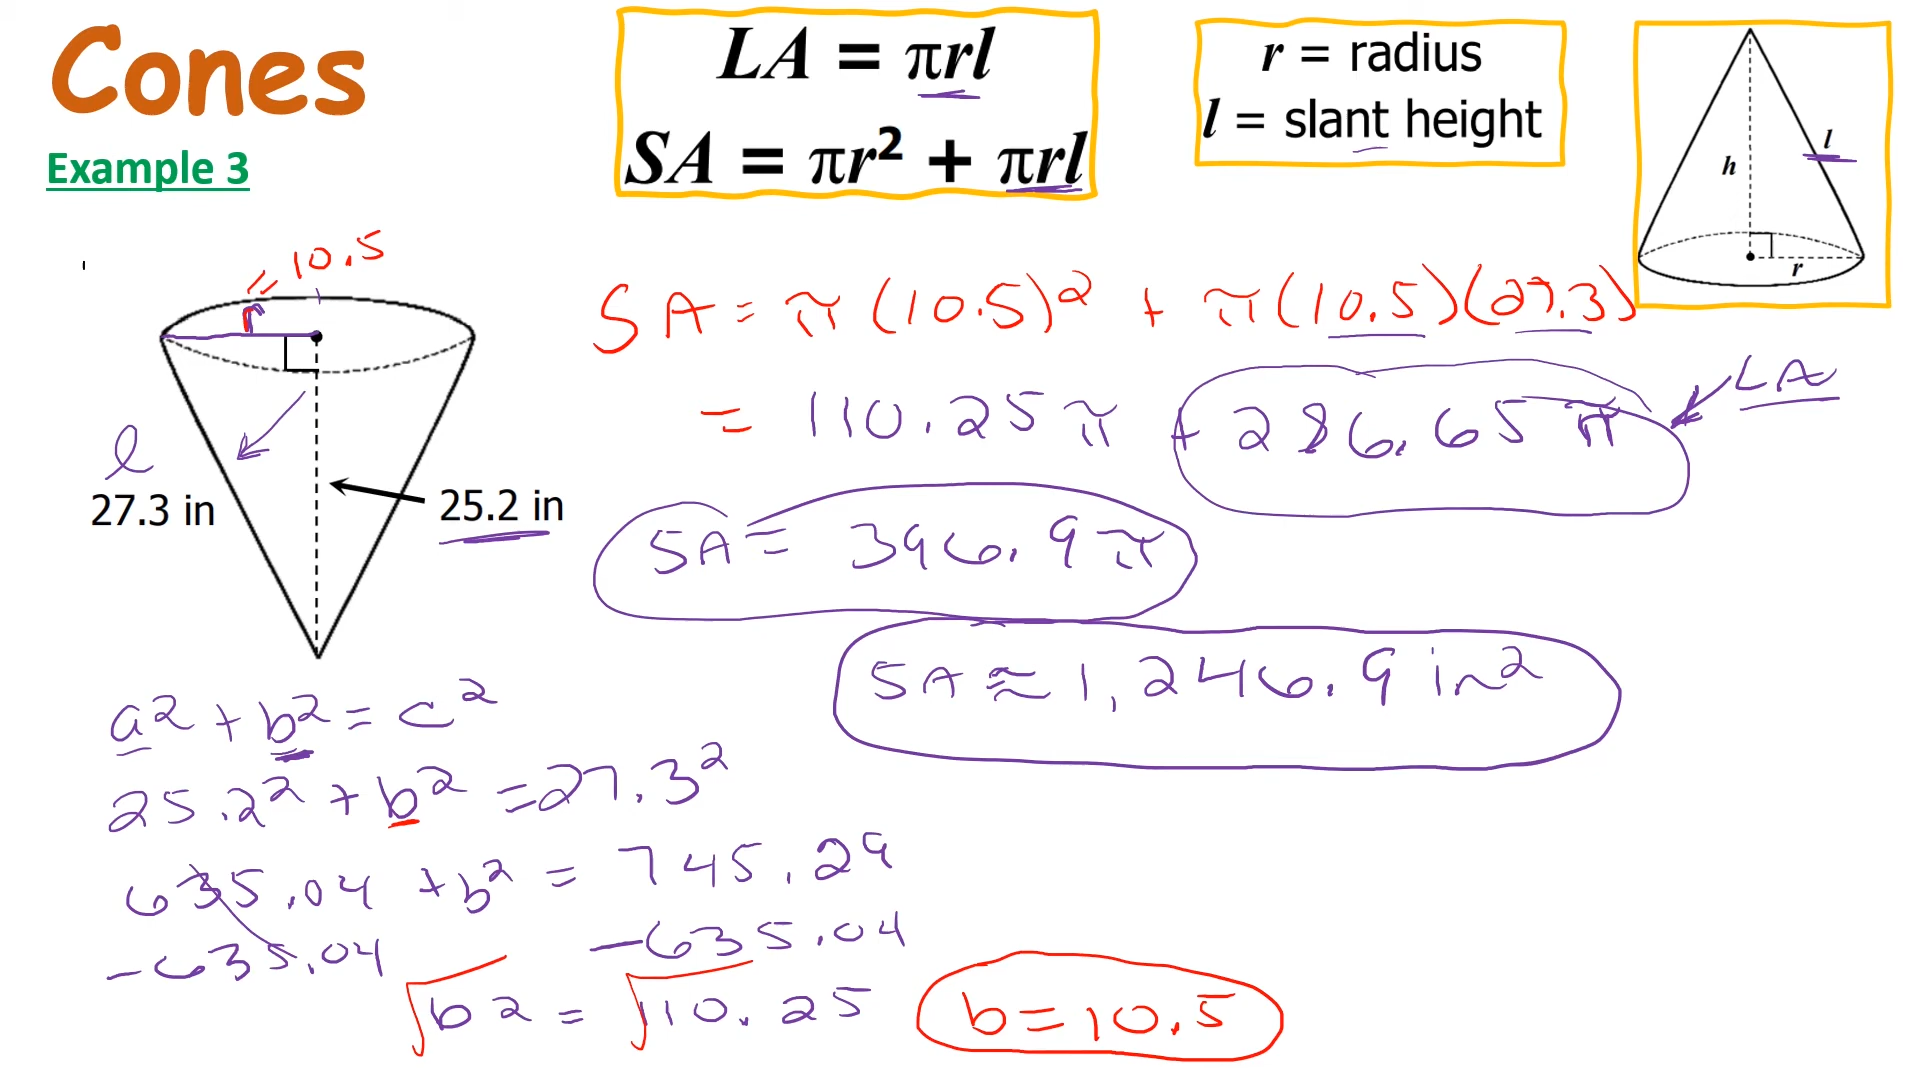 Cones
Example 3
LA = πrl
SA = πr² + πrl
r = radius
l = slant height
h
l
r
r = 10.5
l
27.3 in
25.2 in
SA = π(10.5)² + π(10.5)(27.3)
= 110.25π + 286.65π
LA
SA = 396.9π
SA ≈ 1,246.9 in²
a² + b² = c²
25.2² + b² = 27.3²
635.04 + b² = 745.29
-635.04 -635.04
√b2 = √110.25
b = 10.5